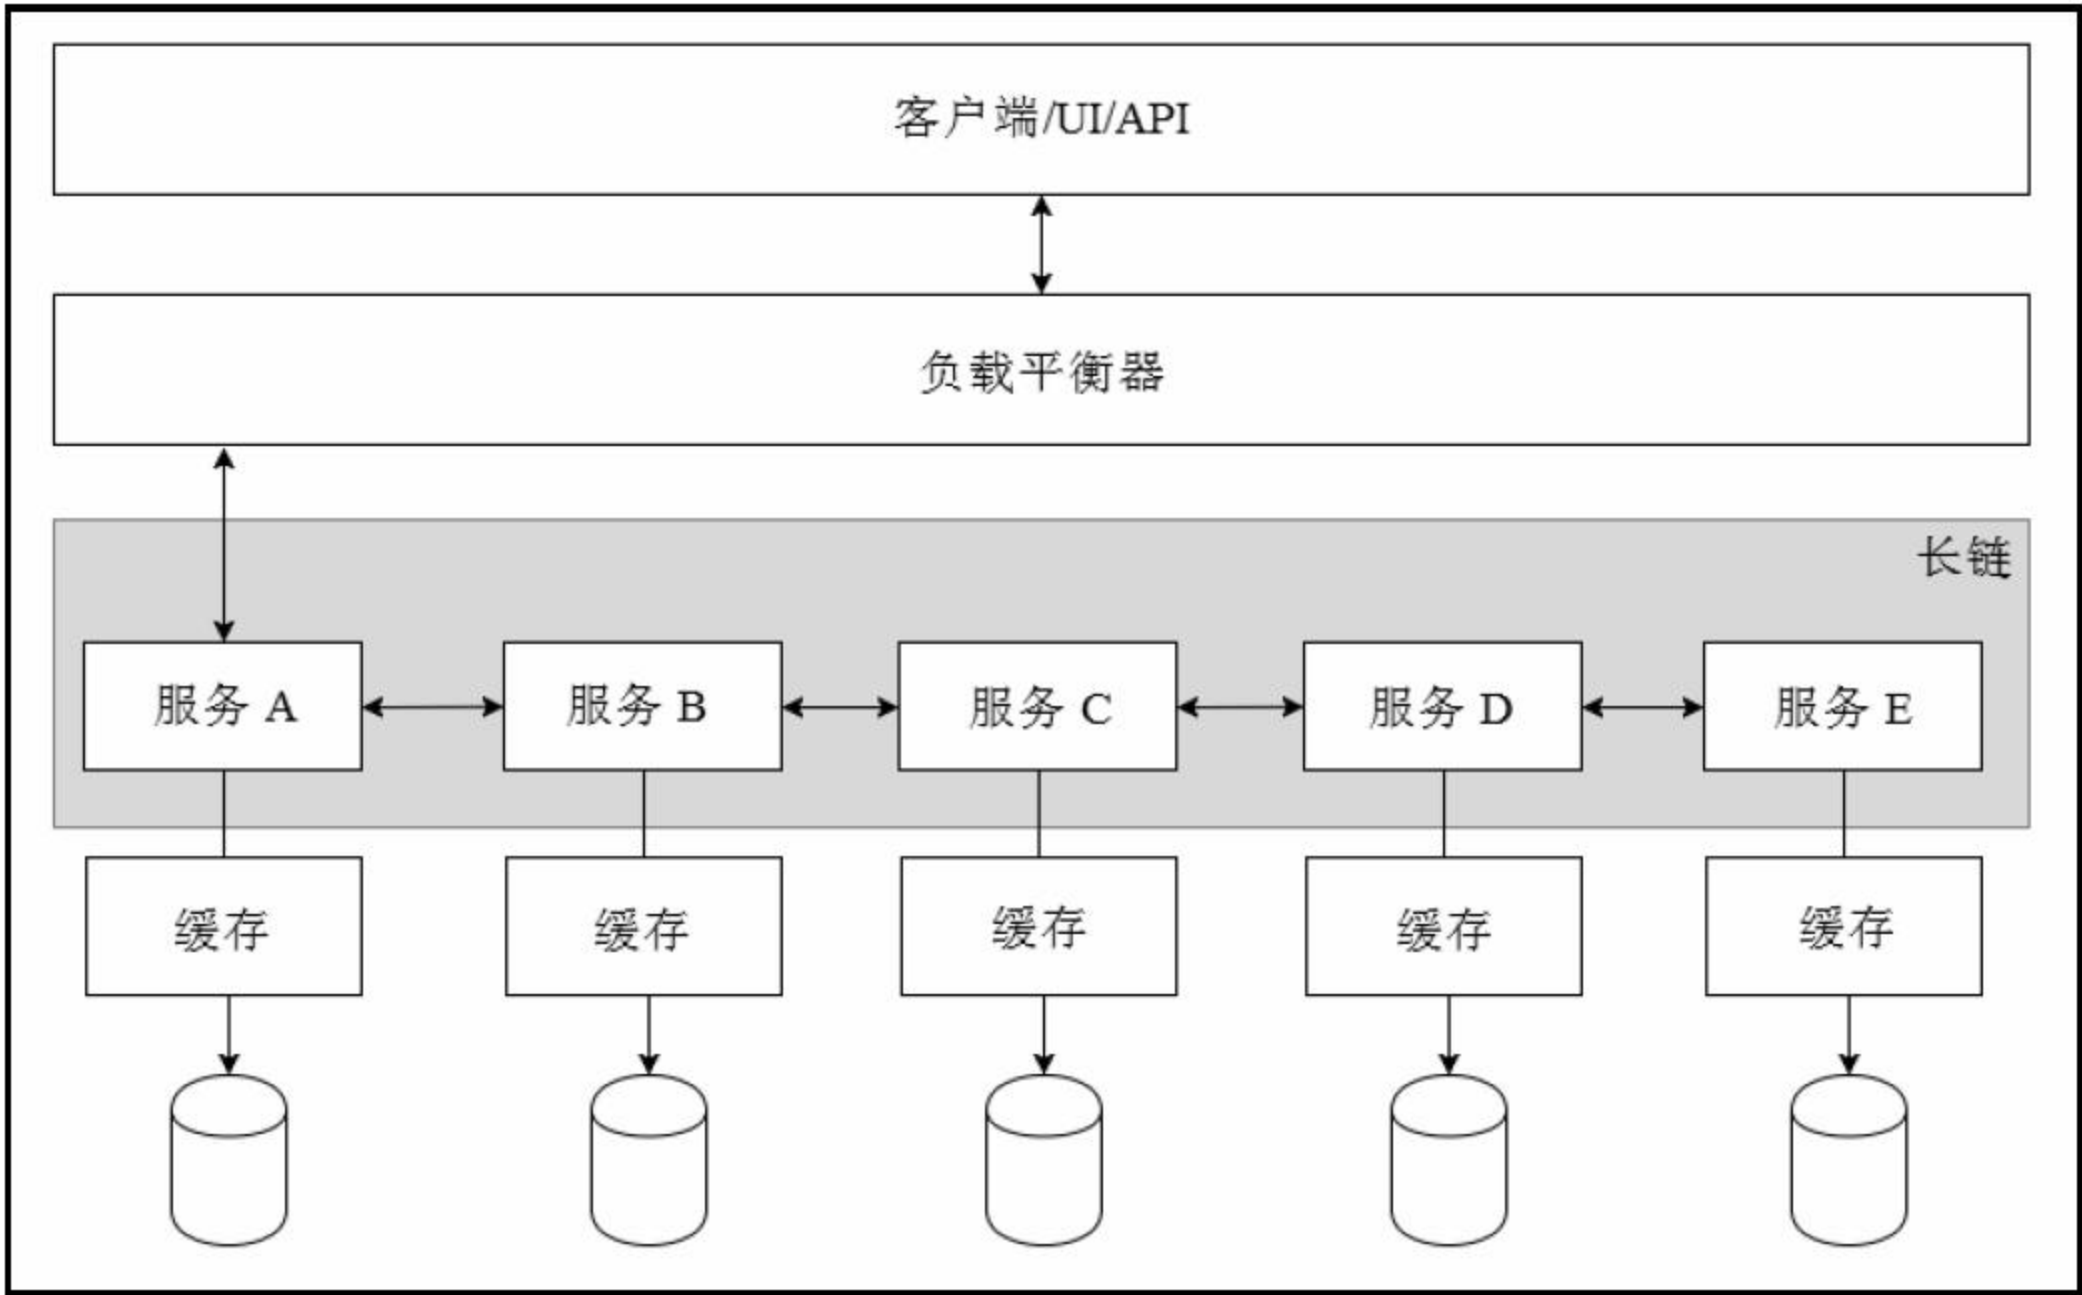 客户端/UI/API
负载平衡器
长链
服务 A
服务 B
服务 C
服务 D
服务 E
缓存
缓存
缓存
缓存
缓存